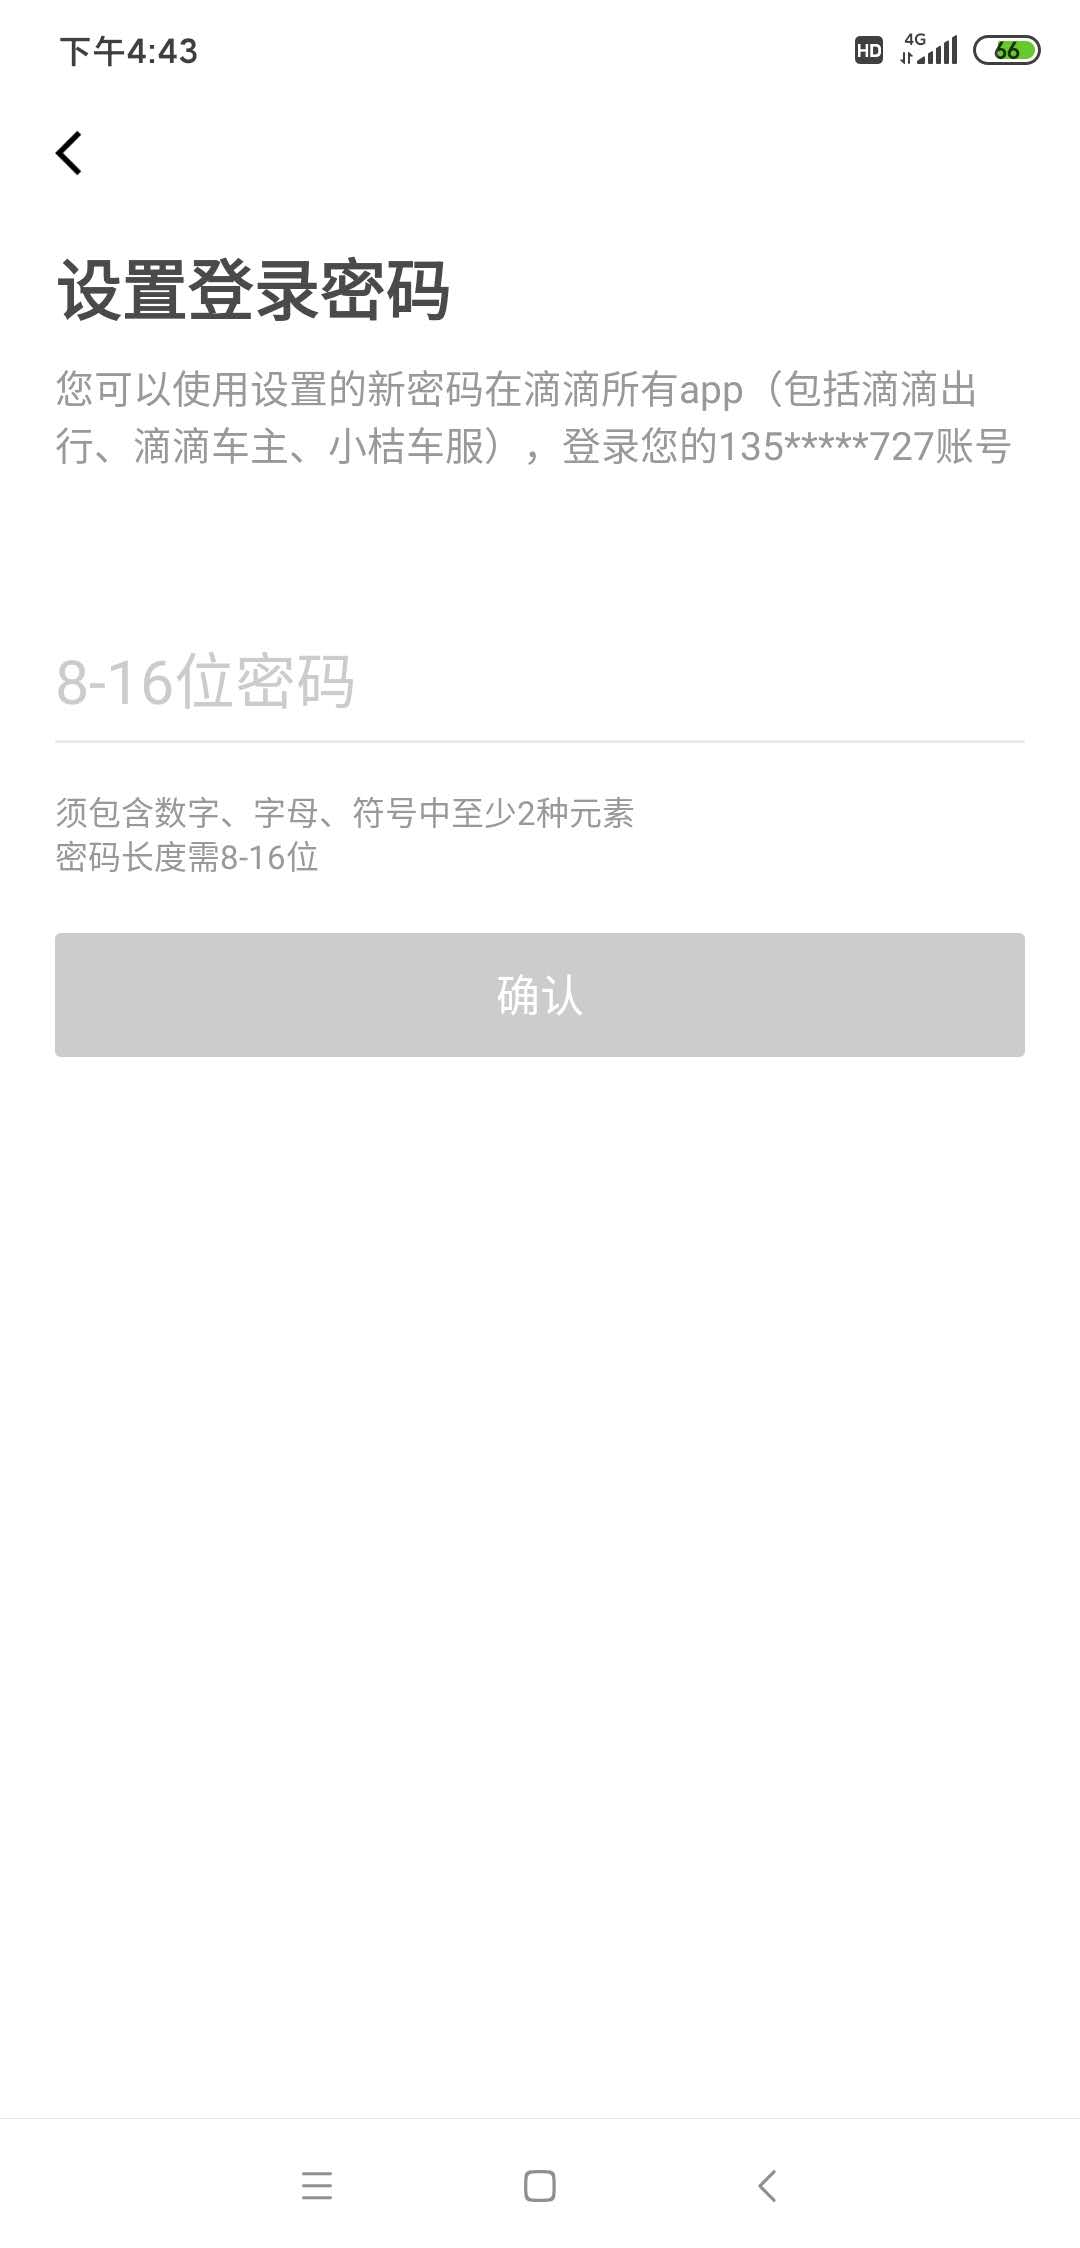 下午4:43
HD 4G 66
设置登录密码
您可以使用设置的新密码在滴滴所有app（包括滴滴出
行、滴滴车主、小桔车服），登录您的135*****727账号
8-16位密码
须包含数字、字母、符号中至少2种元素
密码长度需8-16位
确认